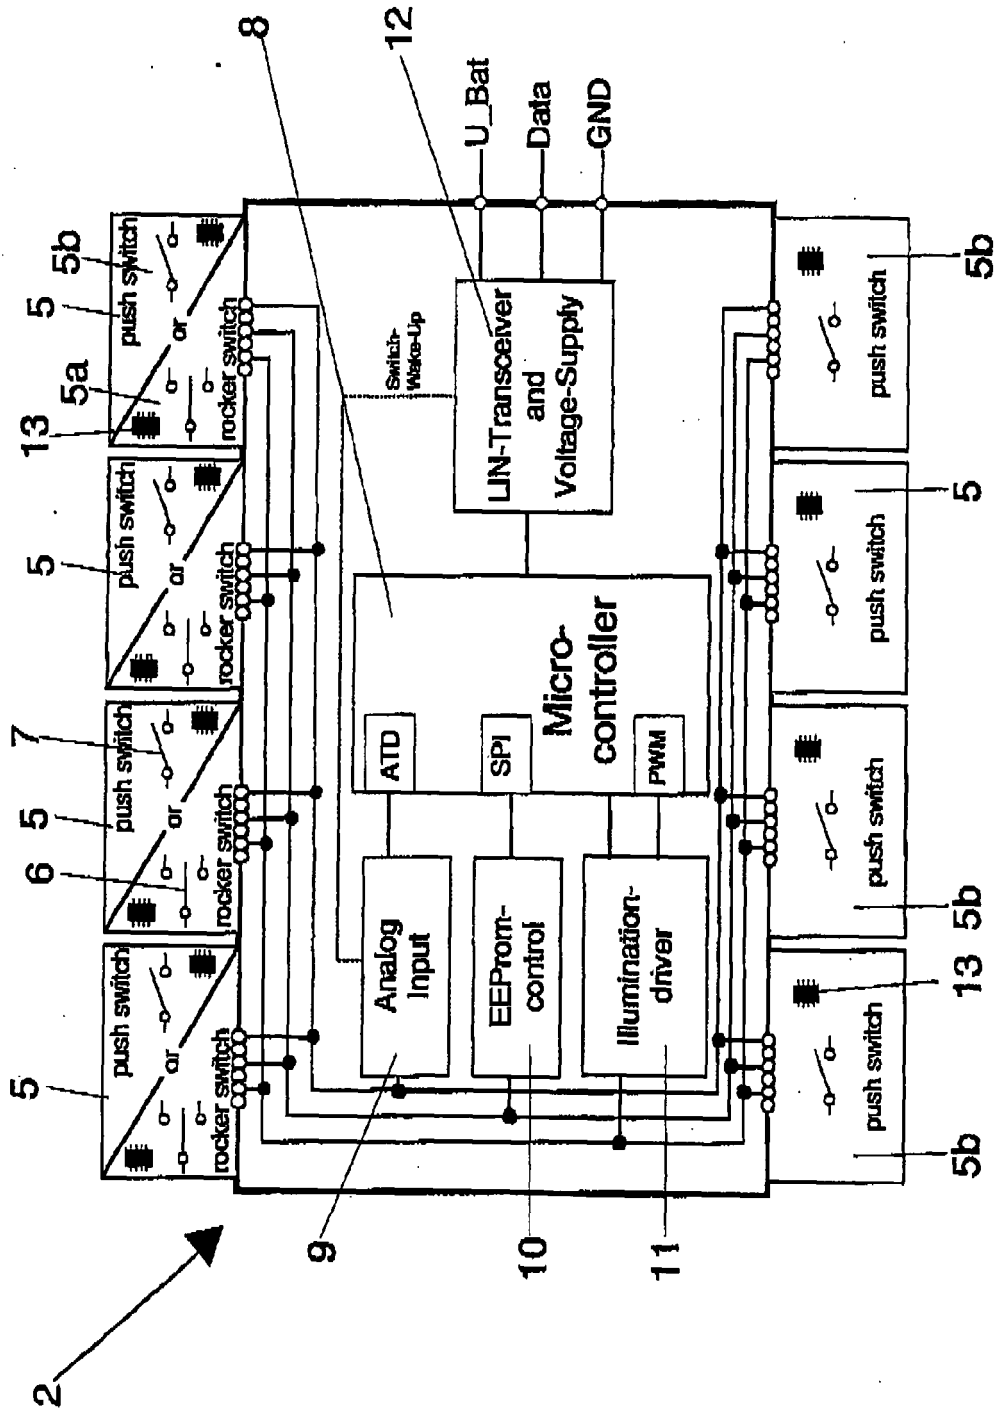 2
5
6
5
7
5
13
5a
5
5b
push switch
or
rocker switch
push switch
or
rocker switch
push switch
or
rocker switch
push switch
or
rocker switch
8
12
9
10
11
Analog
Input
EEProm-
control
Illumination-
driver
ATD
SPI
PWM
Micro-
controller
Switch-
Wake-Up
LIN-Transceiver
and
Voltage-Supply
U_Bat
Data
GND
push switch
push switch
push switch
push switch
5b
13
5b
5
5b